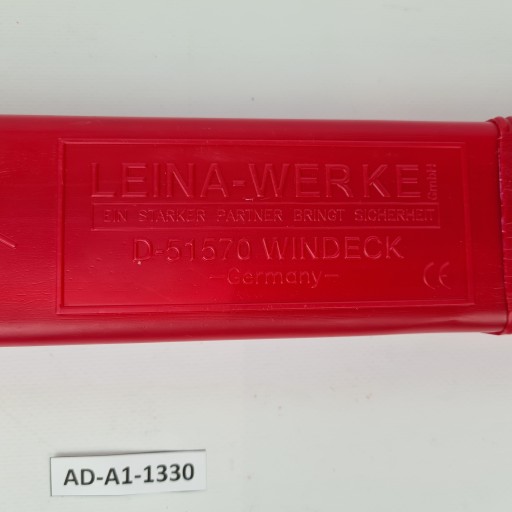 LEINA-WERKE GmbH
EIN STARKER PARTNER BRINGT SICHERHEIT
D-51570 WINDECK
-Germany-
CE
AD-A1-1330